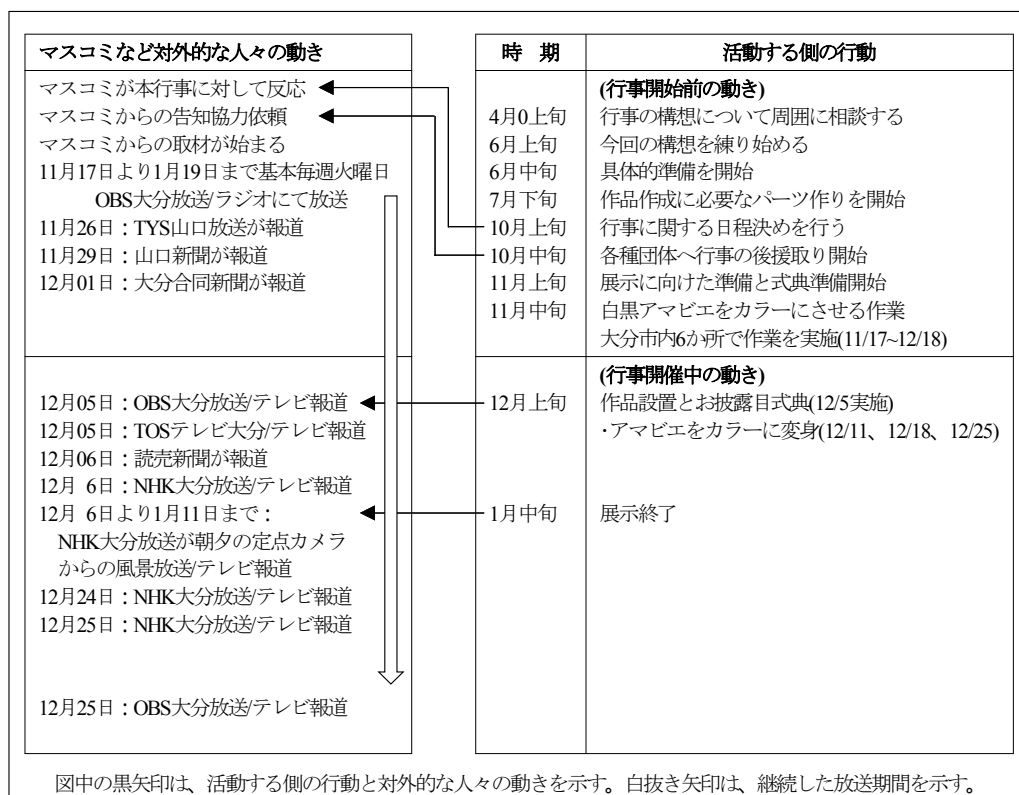 マスコミなど対外的な人々の動き
マスコミが本行事に対して反応
マスコミからの告知協力依頼
マスコミからの取材が始まる
11月17日より1月19日まで基本毎週火曜日
OBS大分放送/ラジオにて放送
11月26日：TYS山口放送が報道
11月29日：山口新聞が報道
12月01日：大分合同新聞が報道
12月05日：OBS大分放送/テレビ報道
12月05日：TOSテレビ大分/テレビ報道
12月06日：読売新聞が報道
12月 6日：NHK大分放送/テレビ報道
12月 6日より1月11日まで：
NHK大分放送が朝夕の定点カメラ
からの風景放送/テレビ報道
12月24日：NHK大分放送/テレビ報道
12月25日：NHK大分放送/テレビ報道
12月25日：OBS大分放送/テレビ報道
時　期　活動する側の行動
(行事開始前の動き)
4月0上旬　行事の構想について周囲に相談する
6月上旬　今回の構想を練り始める
6月中旬　具体的準備を開始
7月下旬　作品作成に必要なパーツ作りを開始
10月上旬　行事に関する日程決めを行う
10月中旬　各種団体へ行事の後援取り開始
11月上旬　展示に向けた準備と式典準備開始
11月中旬　白黒アマビエをカラーにさせる作業
大分市内6か所で作業を実施(11/17~12/18)
(行事開催中の動き)
12月上旬　作品設置とお披露目式典(12/5実施)
・アマビエをカラーに変身(12/11、12/18、12/25)
1月中旬　展示終了
図中の黒矢印は、活動する側の行動と対外的な人々の動きを示す。白抜き矢印は、継続した放送期間を示す。